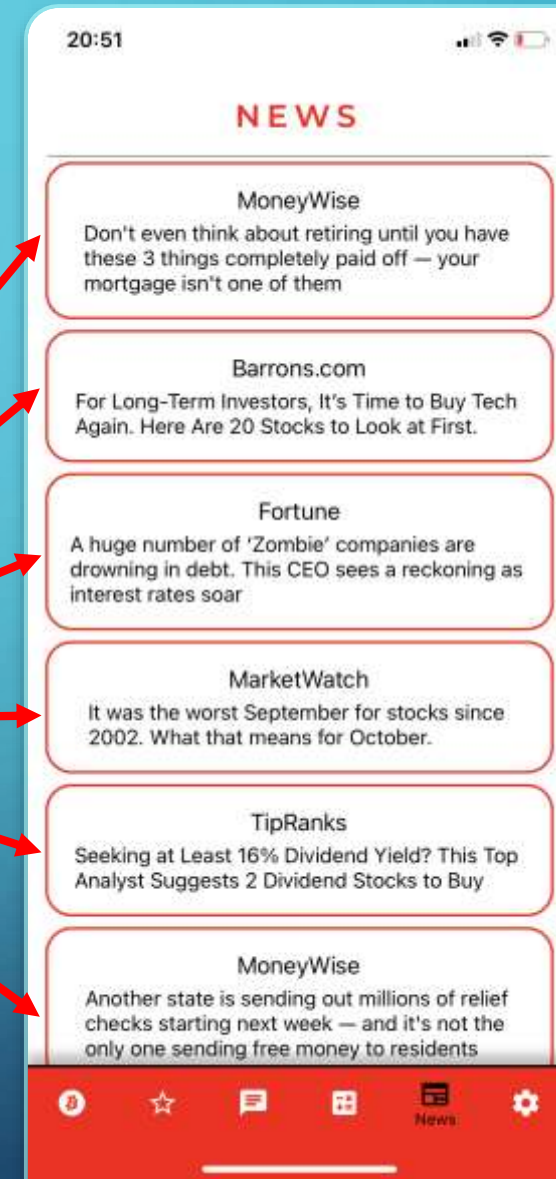 20:51
NEWS
MoneyWise
Don't even think about retiring until you have
these 3 things completely paid off — your
mortgage isn't one of them
Barrons.com
For Long-Term Investors, It's Time to Buy Tech
Again. Here Are 20 Stocks to Look at First.
Fortune
A huge number of ‘Zombie’ companies are
drowning in debt. This CEO sees a reckoning as
interest rates soar
MarketWatch
It was the worst September for stocks since
2002. What that means for October.
TipRanks
Seeking at Least 16% Dividend Yield? This Top
Analyst Suggests 2 Dividend Stocks to Buy
MoneyWise
Another state is sending out millions of relief
checks starting next week — and it's not the
only one sending free money to residents
News